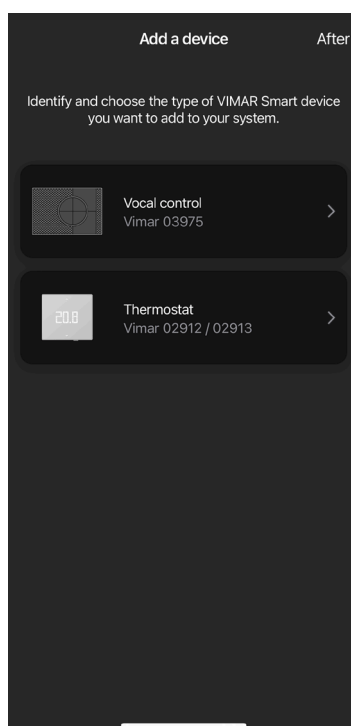 Add a device
After
Identify and choose the type of VIMAR Smart device
you want to add to your system.
Vocal control
Vimar 03975
20.8
Thermostat
Vimar 02912 / 02913